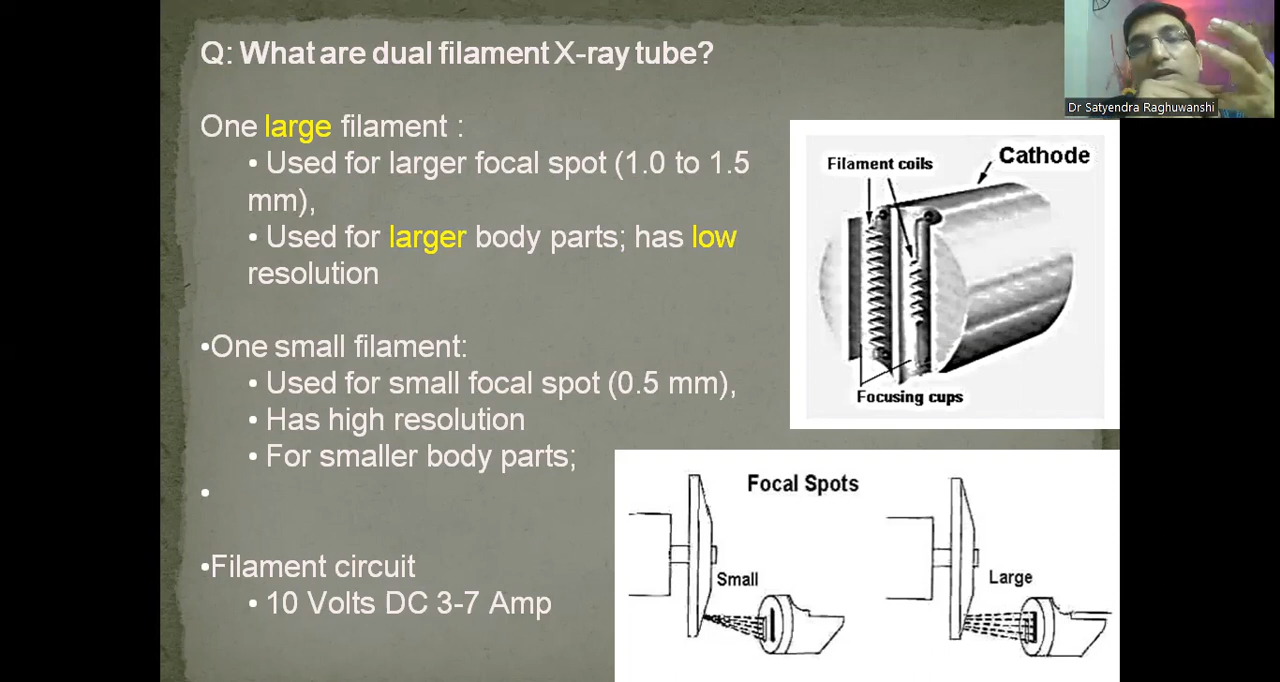 Q: What are dual filament X-ray tube?
One large filament :
• Used for larger focal spot (1.0 to 1.5
mm),
• Used for larger body parts; has low
resolution
•One small filament:
• Used for small focal spot (0.5 mm),
• Has high resolution
• For smaller body parts;
•
•Filament circuit
• 10 Volts DC 3-7 Amp
Dr Satyendra Raghuwanshi
Filament coils
Cathode
Focusing cups
Focal Spots
Small
Large